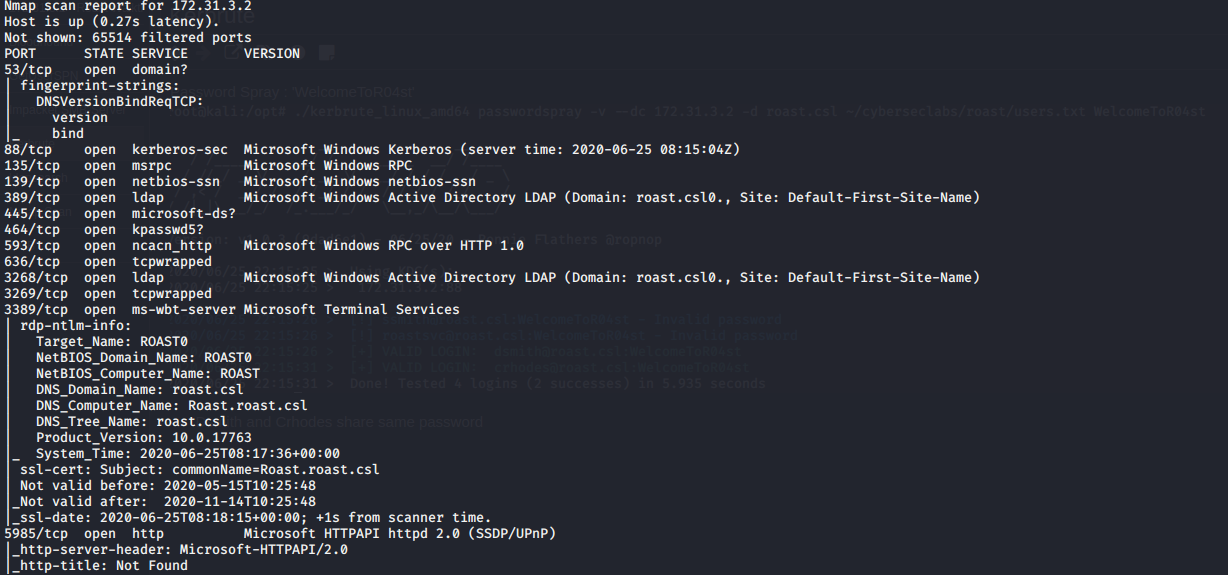 Nmap scan report for 172.31.3.2
Host is up (0.27s latency).
Not shown: 65514 filtered ports
PORT     STATE SERVICE       VERSION
53/tcp   open  domain?
| fingerprint-strings:
|   DNSVersionBindReqTCP:
|     version
|_    bind
88/tcp   open  kerberos-sec  Microsoft Windows Kerberos (server time: 2020-06-25 08:15:04Z)
135/tcp  open  msrpc         Microsoft Windows RPC
139/tcp  open  netbios-ssn   Microsoft Windows netbios-ssn
389/tcp  open  ldap          Microsoft Windows Active Directory LDAP (Domain: roast.csl0., Site: Default-First-Site-Name)
445/tcp  open  microsoft-ds?
464/tcp  open  kpasswd5?
593/tcp  open  ncacn_http    Microsoft Windows RPC over HTTP 1.0
636/tcp  open  tcpwrapped
3268/tcp open  ldap          Microsoft Windows Active Directory LDAP (Domain: roast.csl0., Site: Default-First-Site-Name)
3269/tcp open  tcpwrapped
3389/tcp open  ms-wbt-server Microsoft Terminal Services
| rdp-ntlm-info:
|   Target_Name: ROAST0
|   NetBIOS_Domain_Name: ROAST0
|   NetBIOS_Computer_Name: ROAST
|   DNS_Domain_Name: roast.csl
|   DNS_Computer_Name: Roast.roast.csl
|   DNS_Tree_Name: roast.csl
|   Product_Version: 10.0.17763
|_  System_Time: 2020-06-25T08:17:36+00:00
| ssl-cert: Subject: commonName=Roast.roast.csl
| Not valid before: 2020-05-15T10:25:48
|_Not valid after:  2020-11-14T10:25:48
|_ssl-date: 2020-06-25T08:18:15+00:00; +1s from scanner time.
5985/tcp open  http          Microsoft HTTPAPI httpd 2.0 (SSDP/UPnP)
|_http-server-header: Microsoft-HTTPAPI/2.0
|_http-title: Not Found